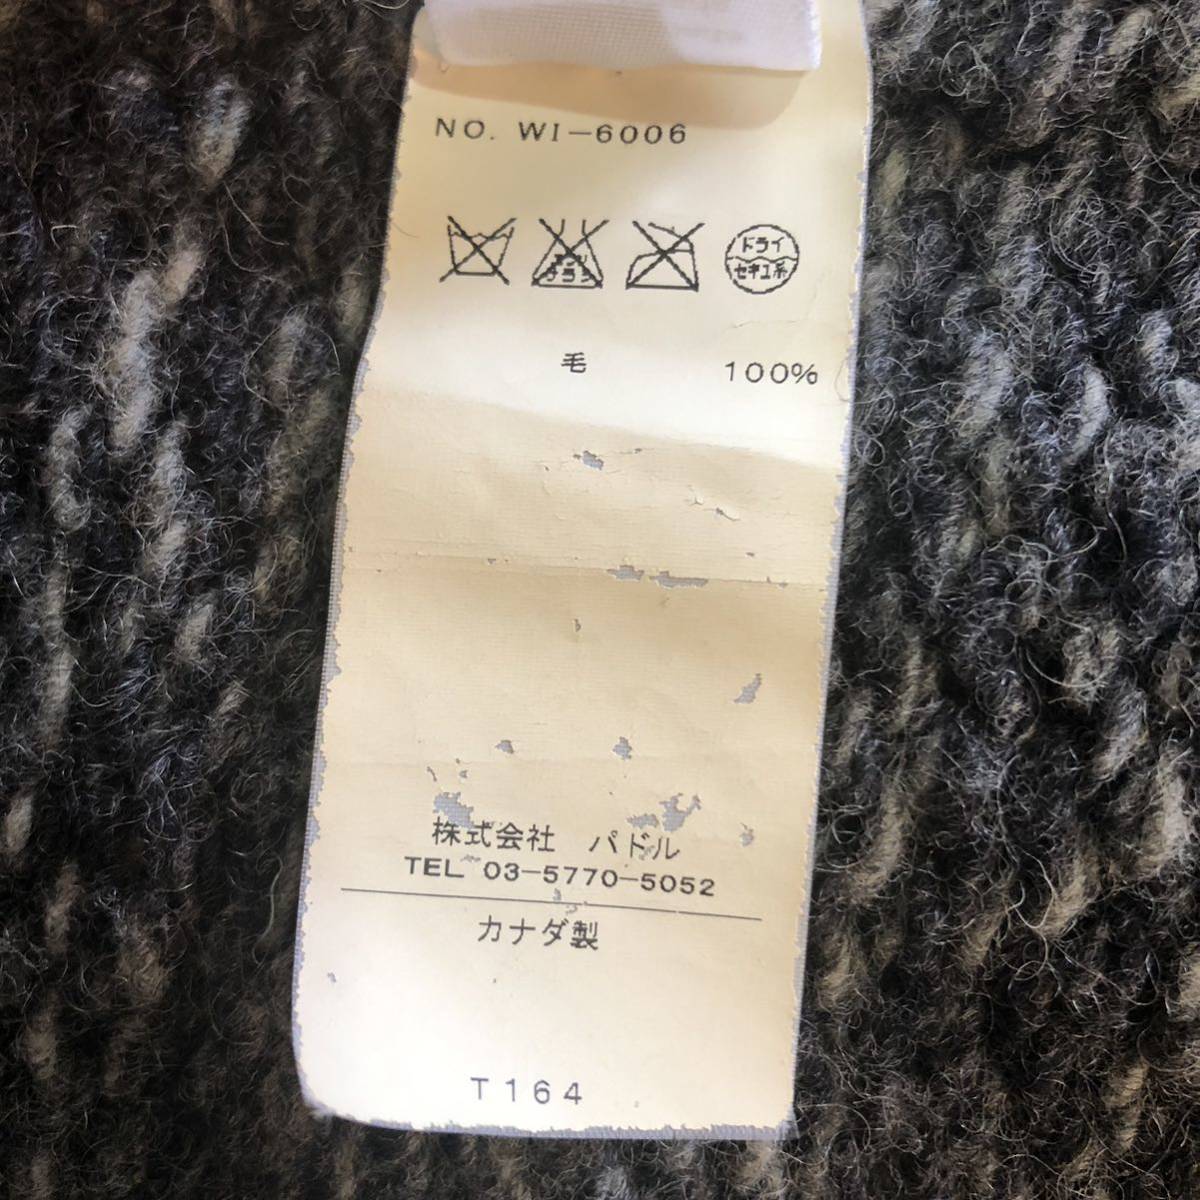 NO. WI-6006
ドライ
セキユ系
毛 100%
株式会社 パドル
TEL 03-5770-5052
カナダ製
T164